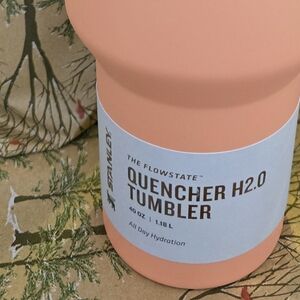 STANLEY
THE FLOWSTATE™
QUENCHER H2.0
TUMBLER
40 OZ | 1.18 L
All Day Hydration